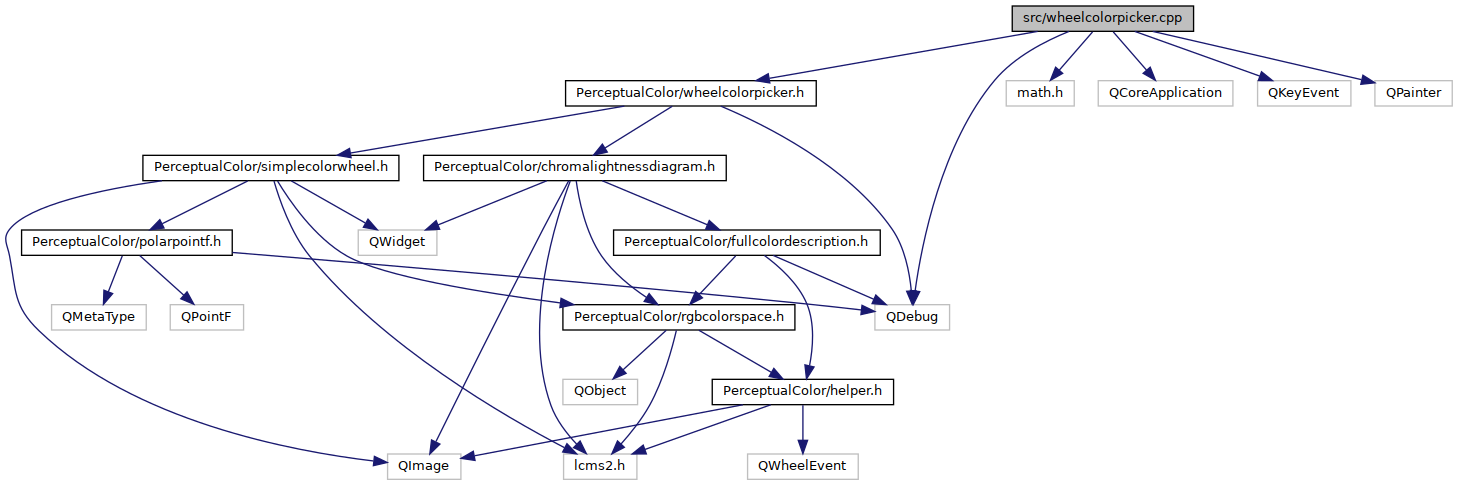 src/wheelcolorpicker.cpp
PerceptualColor/wheelcolorpicker.h
math.h
QCoreApplication
QKeyEvent
QPainter
PerceptualColor/simplecolorwheel.h
PerceptualColor/chromalightnessdiagram.h
PerceptualColor/polarpointf.h
QWidget
PerceptualColor/fullcolordescription.h
QMetaType
QPointF
PerceptualColor/rgbcolorspace.h
QDebug
QObject
PerceptualColor/helper.h
QImage
lcms2.h
QWheelEvent